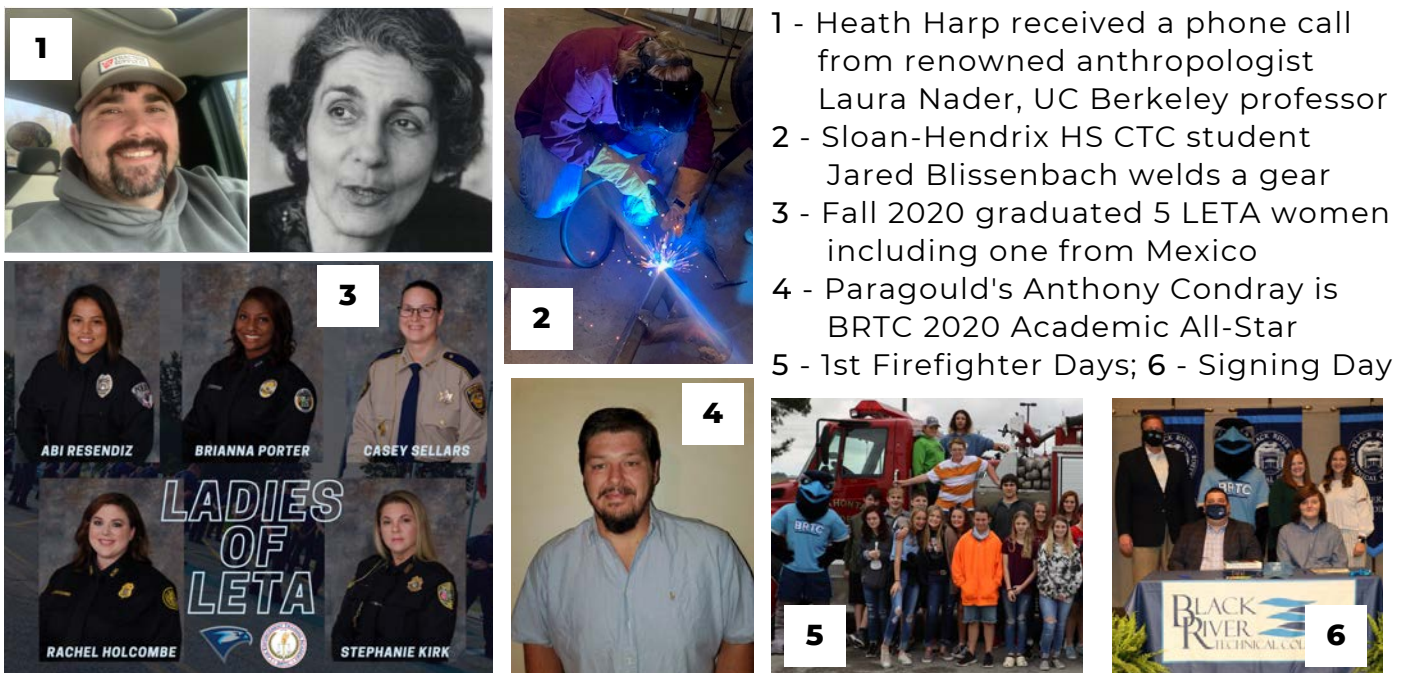 1
1 - Heath Harp received a phone call
from renowned anthropologist
Laura Nader, UC Berkeley professor
2 - Sloan-Hendrix HS CTC student
Jared Blissenbach welds a gear
3 - Fall 2020 graduated 5 LETA women
including one from Mexico
4 - Paragould's Anthony Condray is
BRTC 2020 Academic All-Star
5 - 1st Firefighter Days; 6 - Signing Day
2
3
ABI RESENDIZ
BRIANNA PORTER
CASEY SELLARS
LADIES
OF
LETA
RACHEL HOLCOMBE
STEPHANIE KIRK
4
BRTC
5
BRTC
BLACK
RIVER
TECHNICAL
6